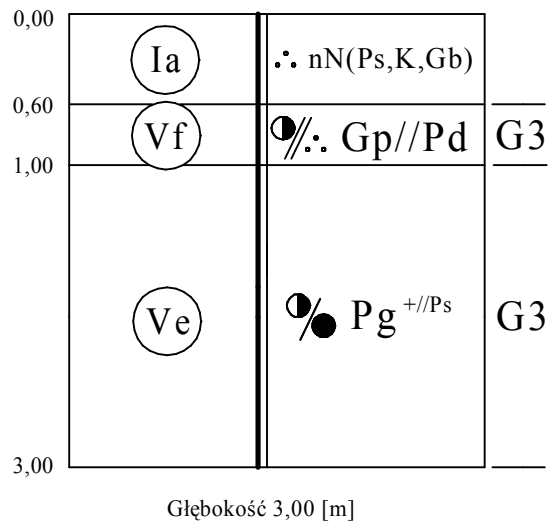 0,00
Ia nN(Ps,K,Gb)
0,60
Vf Gp//Pd G3
1,00
Ve Pg +//Ps G3
3,00
Głębokość 3,00 [m]